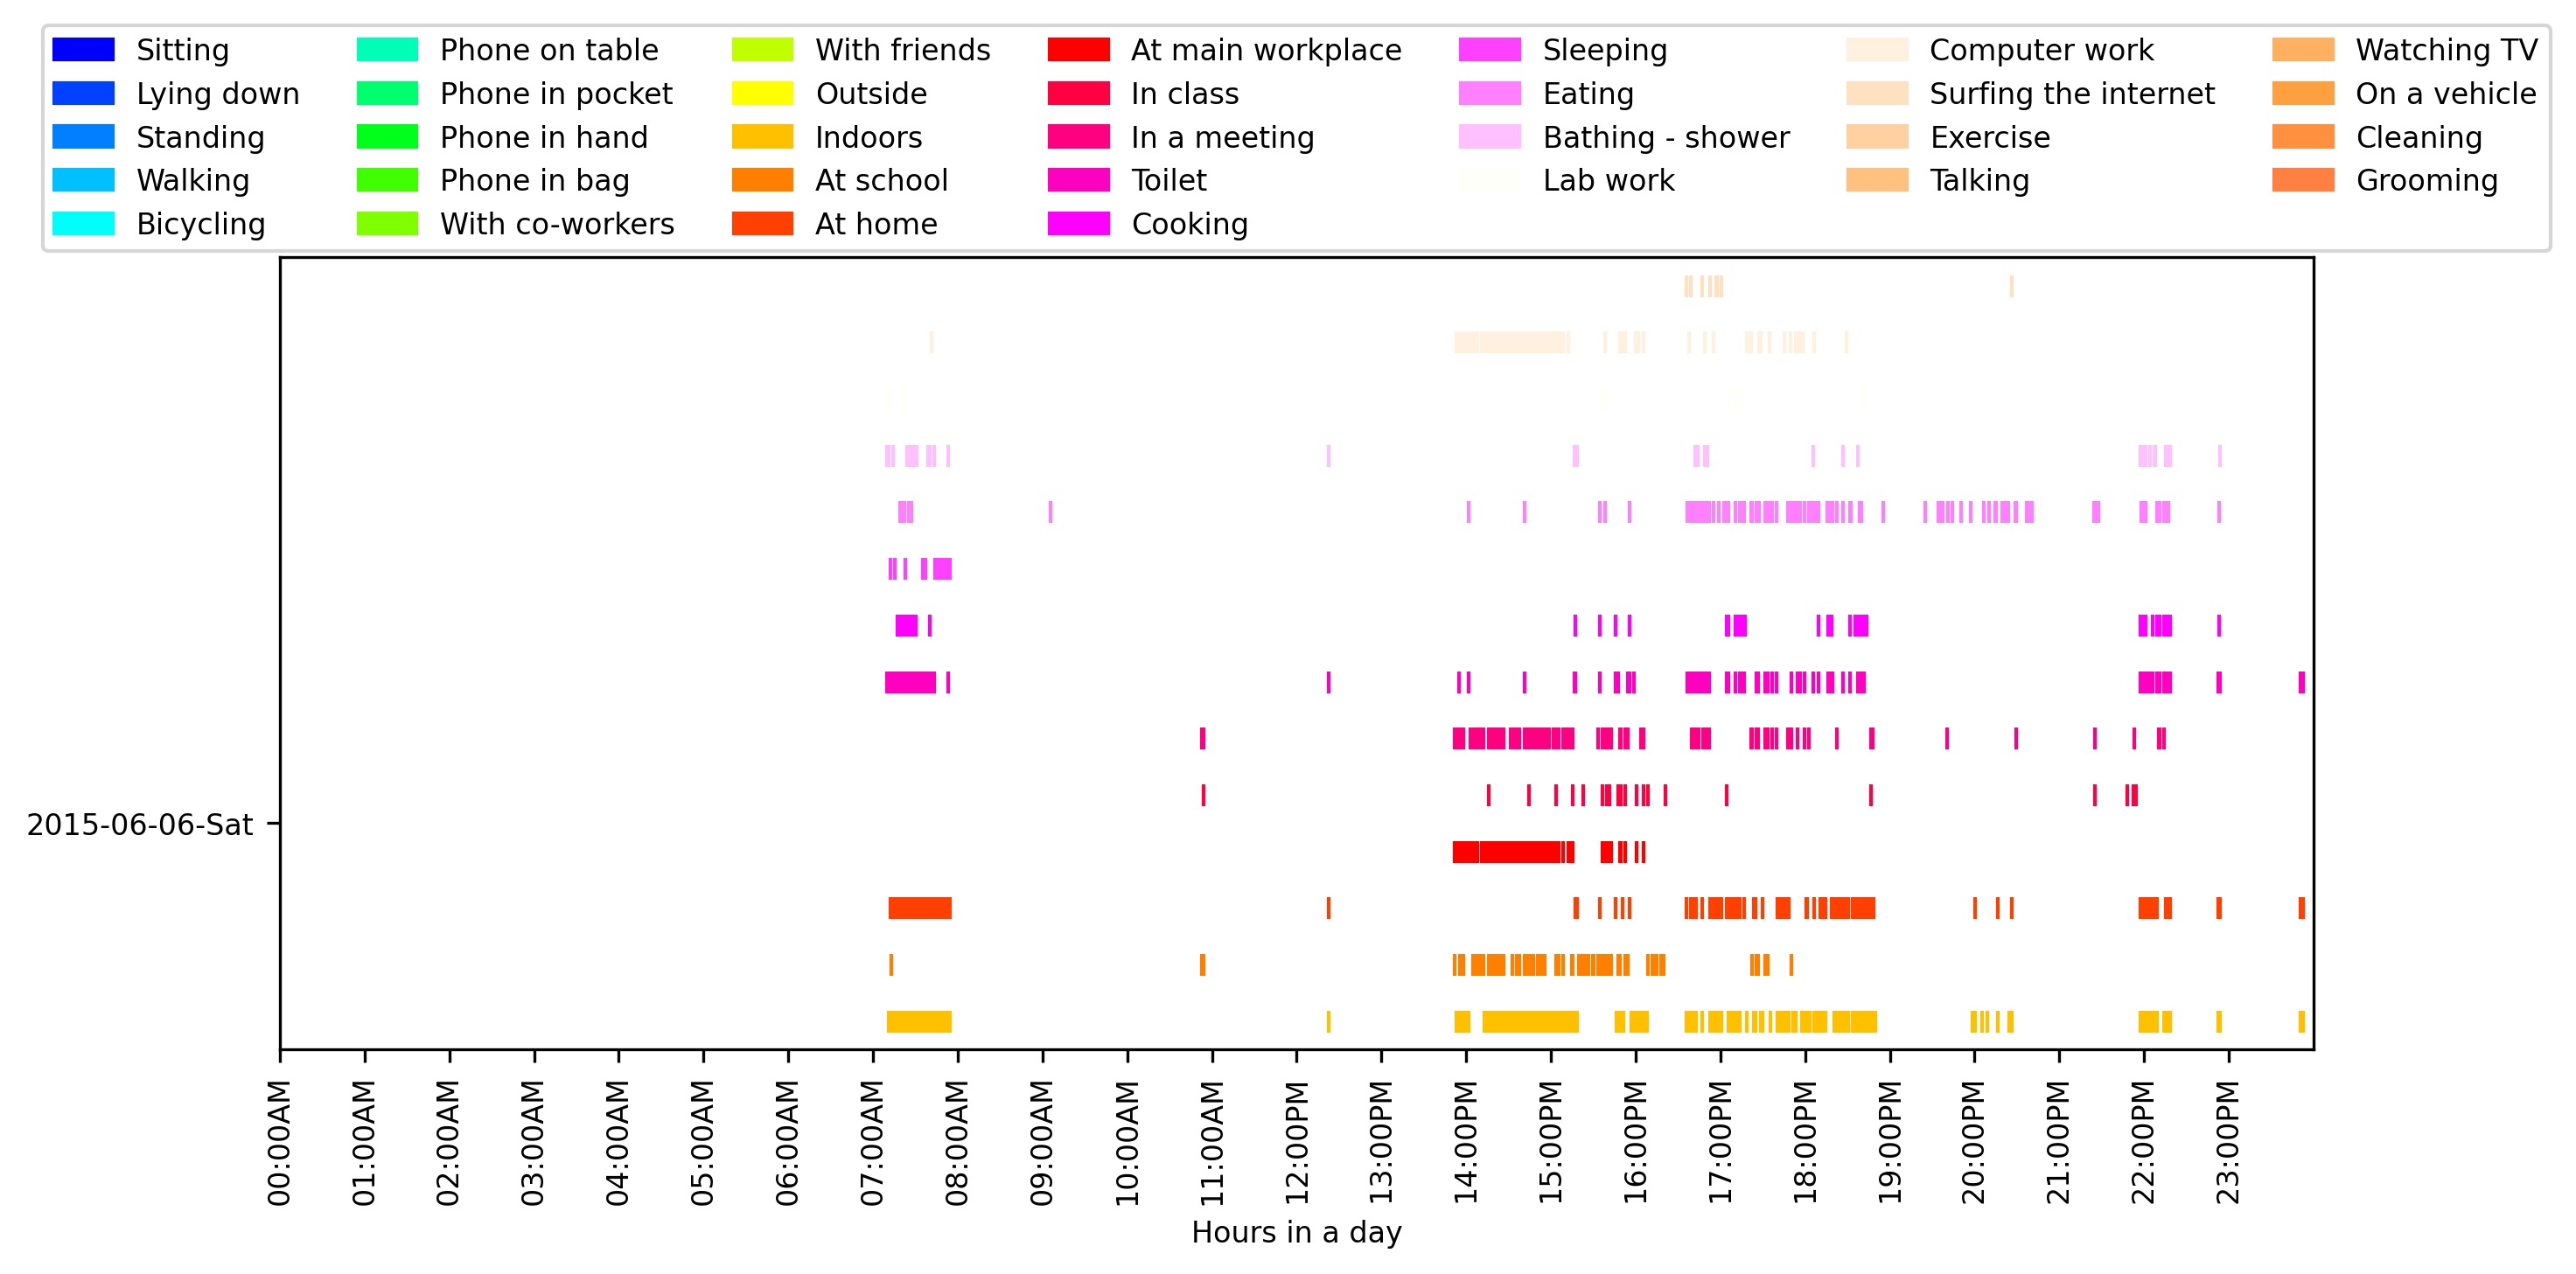 Sitting
Lying down
Standing
Walking
Bicycling
Phone on table
Phone in pocket
Phone in hand
Phone in bag
With co-workers
With friends
Outside
Indoors
At school
At home
At main workplace
In class
In a meeting
Toilet
Cooking
Sleeping
Eating
Bathing - shower
Lab work
Computer work
Surfing the internet
Exercise
Talking
Watching TV
On a vehicle
Cleaning
Grooming
2015-06-06-Sat
00:00AM
01:00AM
02:00AM
03:00AM
04:00AM
05:00AM
06:00AM
07:00AM
08:00AM
09:00AM
10:00AM
11:00AM
12:00PM
13:00PM
14:00PM
15:00PM
16:00PM
17:00PM
18:00PM
19:00PM
20:00PM
21:00PM
22:00PM
23:00PM
Hours in a day